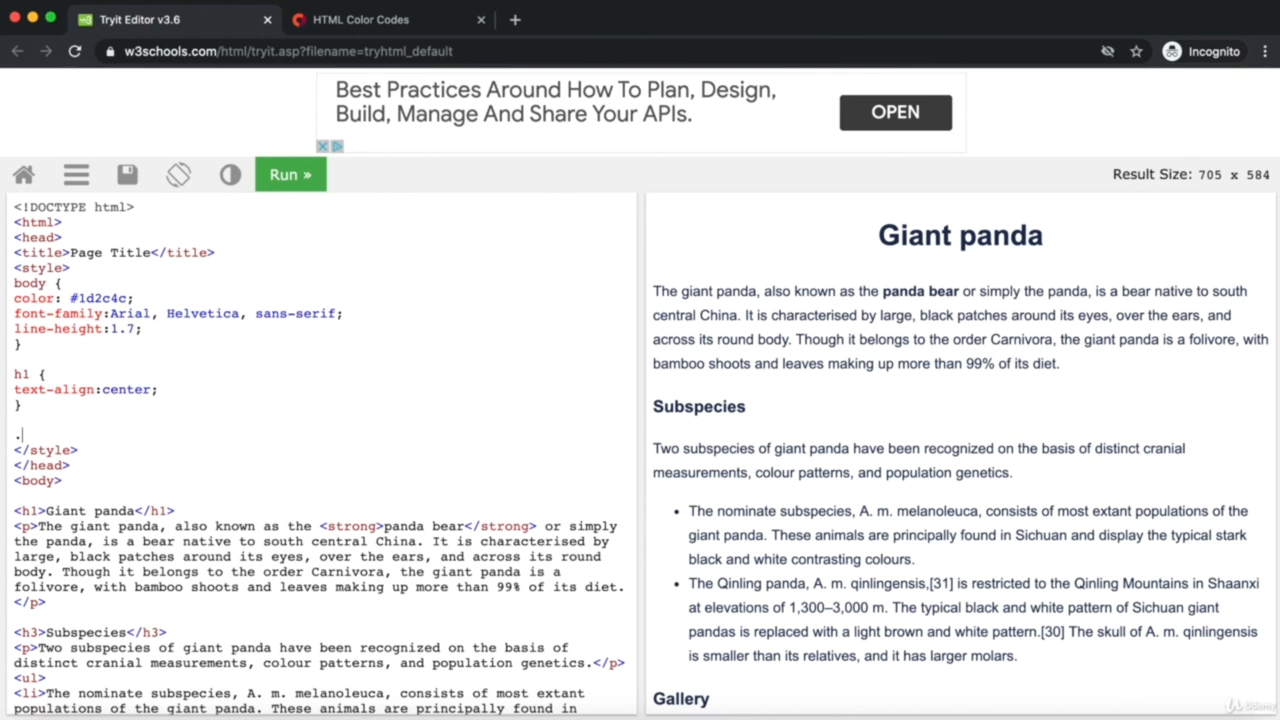 Tryit Editor v3.6
HTML Color Codes
w3schools.com/html/tryit.asp?filename=tryhtml_default
Incognito
Best Practices Around How To Plan, Design,
Build, Manage And Share Your APIs.
OPEN
Run »
Result Size: 705 x 584
<!DOCTYPE html>
<html>
<head>
<title>Page Title</title>
<style>
body {
color: #1d2c4c;
font-family:Arial, Helvetica, sans-serif;
line-height:1.7;
}
h1 {
text-align:center;
}
.
</style>
</head>
<body>
<h1>Giant panda</h1>
<p>The giant panda, also known as the <strong>panda bear</strong> or simply
the panda, is a bear native to south central China. It is characterised by
large, black patches around its eyes, over the ears, and across its round
body. Though it belongs to the order Carnivora, the giant panda is a
folivore, with bamboo shoots and leaves making up more than 99% of its diet.
</p>
<h3>Subspecies</h3>
<p>Two subspecies of giant panda have been recognized on the basis of
distinct cranial measurements, colour patterns, and population genetics.</p>
<ul>
<li>The nominate subspecies, A. m. melanoleuca, consists of most extant
populations of the giant panda. These animals are principally found in
Giant panda
The giant panda, also known as the panda bear or simply the panda, is a bear native to south
central China. It is characterised by large, black patches around its eyes, over the ears, and
across its round body. Though it belongs to the order Carnivora, the giant panda is a folivore, with
bamboo shoots and leaves making up more than 99% of its diet.
Subspecies
Two subspecies of giant panda have been recognized on the basis of distinct cranial
measurements, colour patterns, and population genetics.
• The nominate subspecies, A. m. melanoleuca, consists of most extant populations of the
giant panda. These animals are principally found in Sichuan and display the typical stark
black and white contrasting colours.
• The Qinling panda, A. m. qinlingensis,[31] is restricted to the Qinling Mountains in Shaanxi
at elevations of 1,300–3,000 m. The typical black and white pattern of Sichuan giant
pandas is replaced with a light brown and white pattern.[30] The skull of A. m. qinlingensis
is smaller than its relatives, and it has larger molars.
Gallery
Udemy